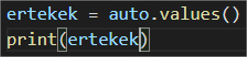 ertekek = auto.values()
print(ertekek)